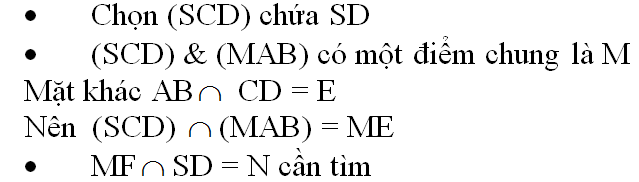 • Chọn (SCD) chứa SD
• (SCD) & (MAB) có một điểm chung là M
Mặt khác AB ∩ CD = E
Nên (SCD) ∩ (MAB) = ME
• MF ∩ SD = N cần tìm